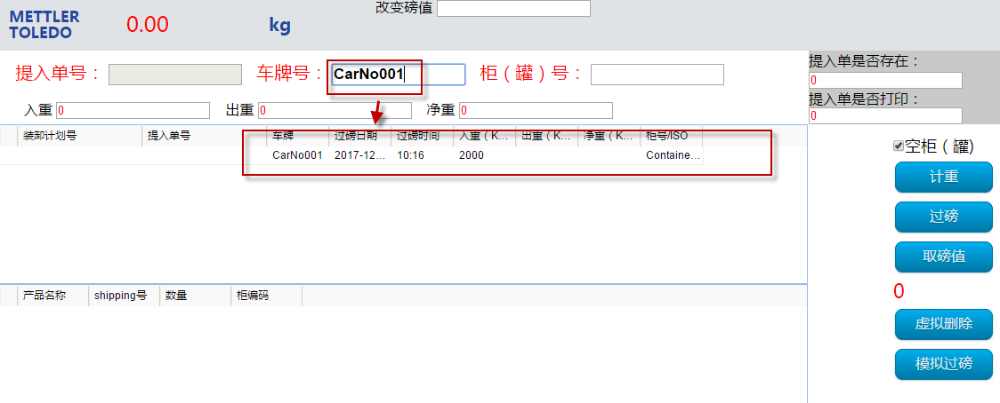 METTLER TOLEDO 0.00 kg 改变磅值
提入单号： 车牌号： CarNo001 柜（罐）号： 提入单是否存在：
0
提入单是否打印：
入重 0 出重 0 净重 0 0
装卸计划号 提入单号 车牌 过磅日期 过磅时间 入重（K... 出重（K... 净重（K... 柜号/ISO
空柜（罐)
CarNo001 2017-12... 10:16 2000 Containe...
计重
过磅
取磅值
0
产品名称 shipping号 数量 柜编码
虚拟删除
模拟过磅